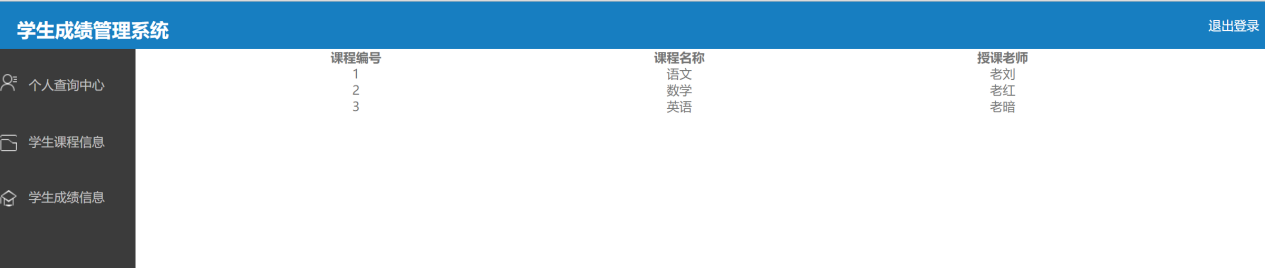 学生成绩管理系统
退出登录
个人查询中心
学生课程信息
学生成绩信息
课程编号 课程名称 授课老师
1 语文 老刘
2 数学 老红
3 英语 老暗